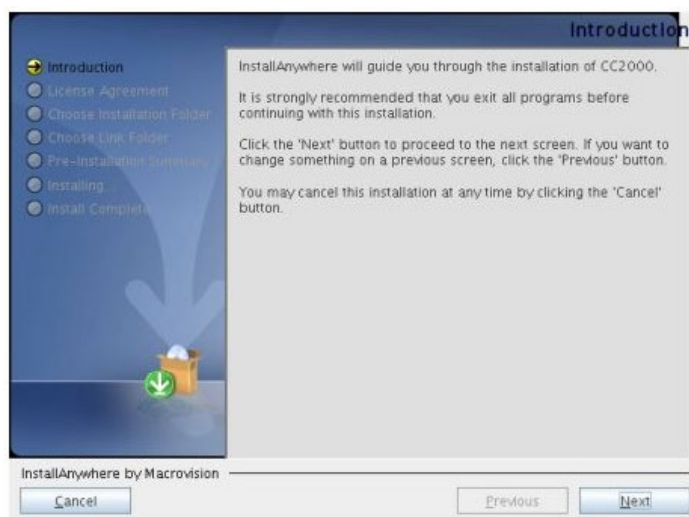 Introduction
Introduction
License Agreement
Choose Installation Folder
Choose Link Folder
Pre-Installation Summary
Installing...
Install Complete
InstallAnywhere will guide you through the installation of CC2000.
It is strongly recommended that you exit all programs before
continuing with this installation.
Click the 'Next' button to proceed to the next screen. If you want to
change something on a previous screen, click the 'Previous' button.
You may cancel this installation at any time by clicking the 'Cancel'
button.
InstallAnywhere by Macrovision
Cancel
Previous
Next